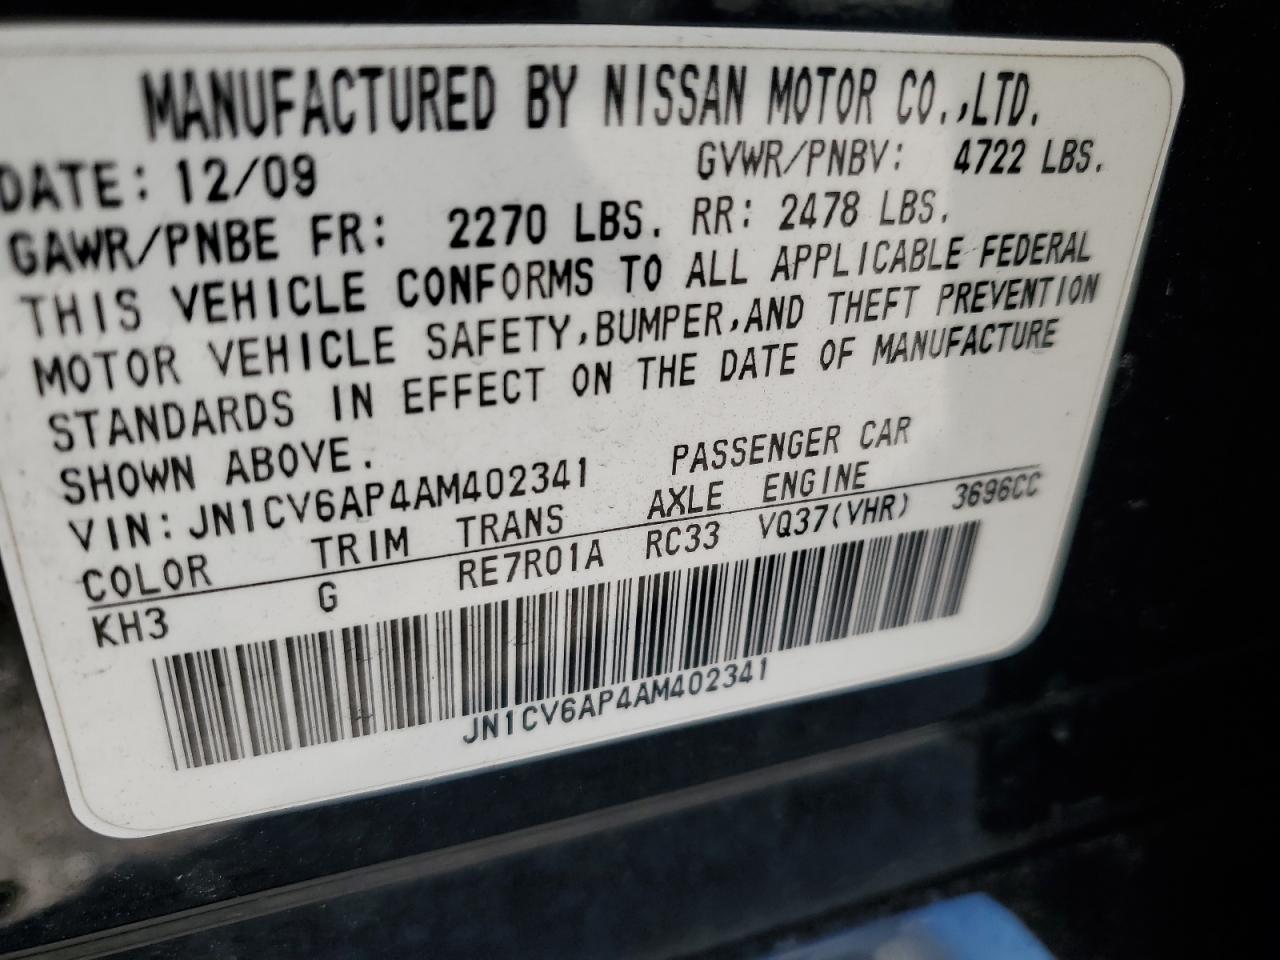 MANUFACTURED BY NISSAN MOTOR CO.,LTD.
DATE: 12/09 GVWR/PNBV: 4722 LBS.
GAWR/PNBE FR: 2270 LBS. RR: 2478 LBS.
THIS VEHICLE CONFORMS TO ALL APPLICABLE FEDERAL
MOTOR VEHICLE SAFETY,BUMPER,AND THEFT PREVENTION
STANDARDS IN EFFECT ON THE DATE OF MANUFACTURE
SHOWN ABOVE.
VIN: JN1CV6AP4AM402341 PASSENGER CAR
COLOR TRIM TRANS AXLE ENGINE
KH3 G RE7R01A RC33 VQ37(VHR) 3696CC
JN1CV6AP4AM402341